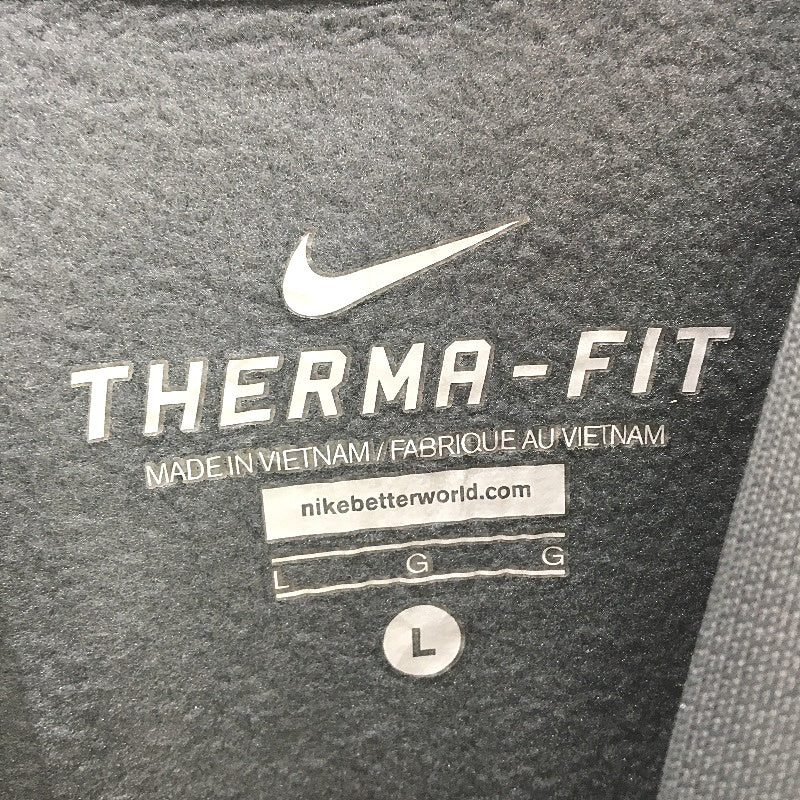 THERMA-FIT
MADE IN VIETNAM / FABRIQUE AU VIETNAM
nikebetterworld.com
L G G
L